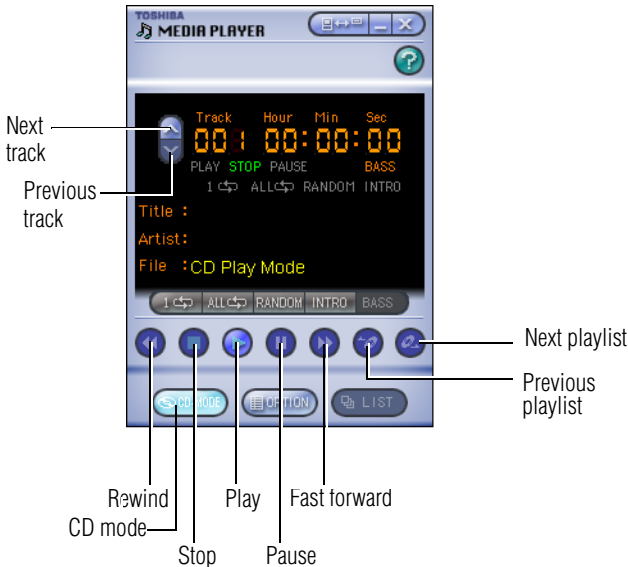 TOSHIBA
MEDIA PLAYER
Track Hour Min Sec
001 00:00:00
PLAY STOP PAUSE BASS
1 ALL RANDOM INTRO
Title :
Artist:
File :CD Play Mode
1 ALL RANDOM INTRO BASS
CD-MODE OPTION LIST
Next
track
Previous
track
Next playlist
Previous
playlist
Rewind
Play
Fast forward
CD mode
Stop
Pause